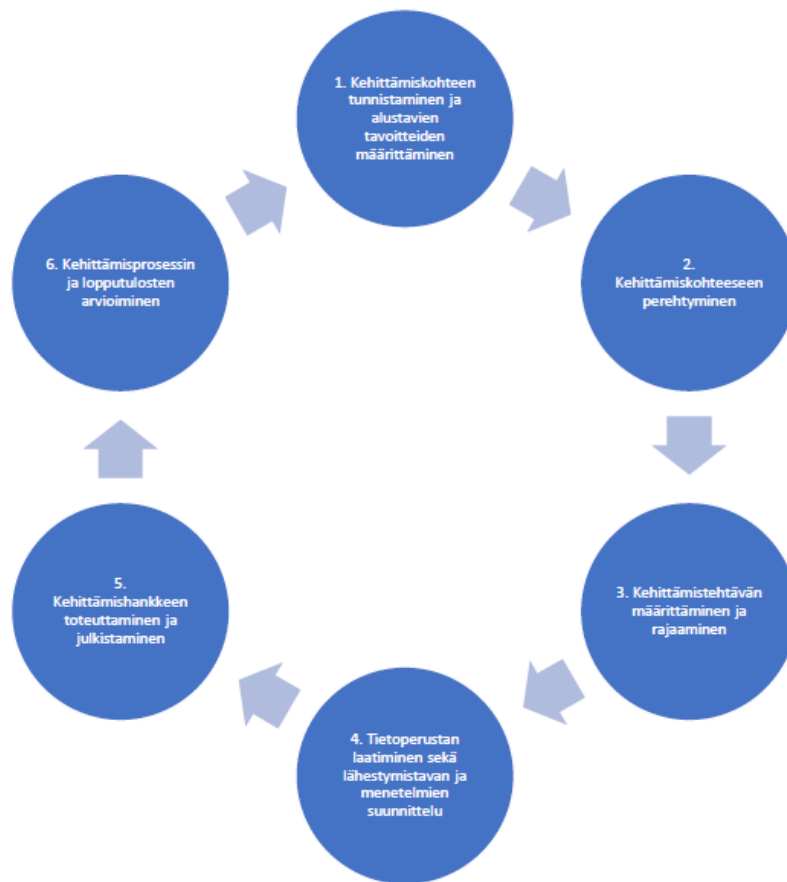 1. Kehittämiskohteen
tunnistaminen ja
alustavien
tavoitteiden
määrittäminen
2.
Kehittämiskohteeseen
perehtyminen
3. Kehittämistehtävän
määrittäminen ja
rajaaminen
4. Tietoperustan
laatiminen sekä
lähestymistavan ja
menetelmien
suunnittelu
5.
Kehittämishankkeen
toteuttaminen ja
julkistaminen
6. Kehittämisprosessin
ja lopputulosten
arvioiminen